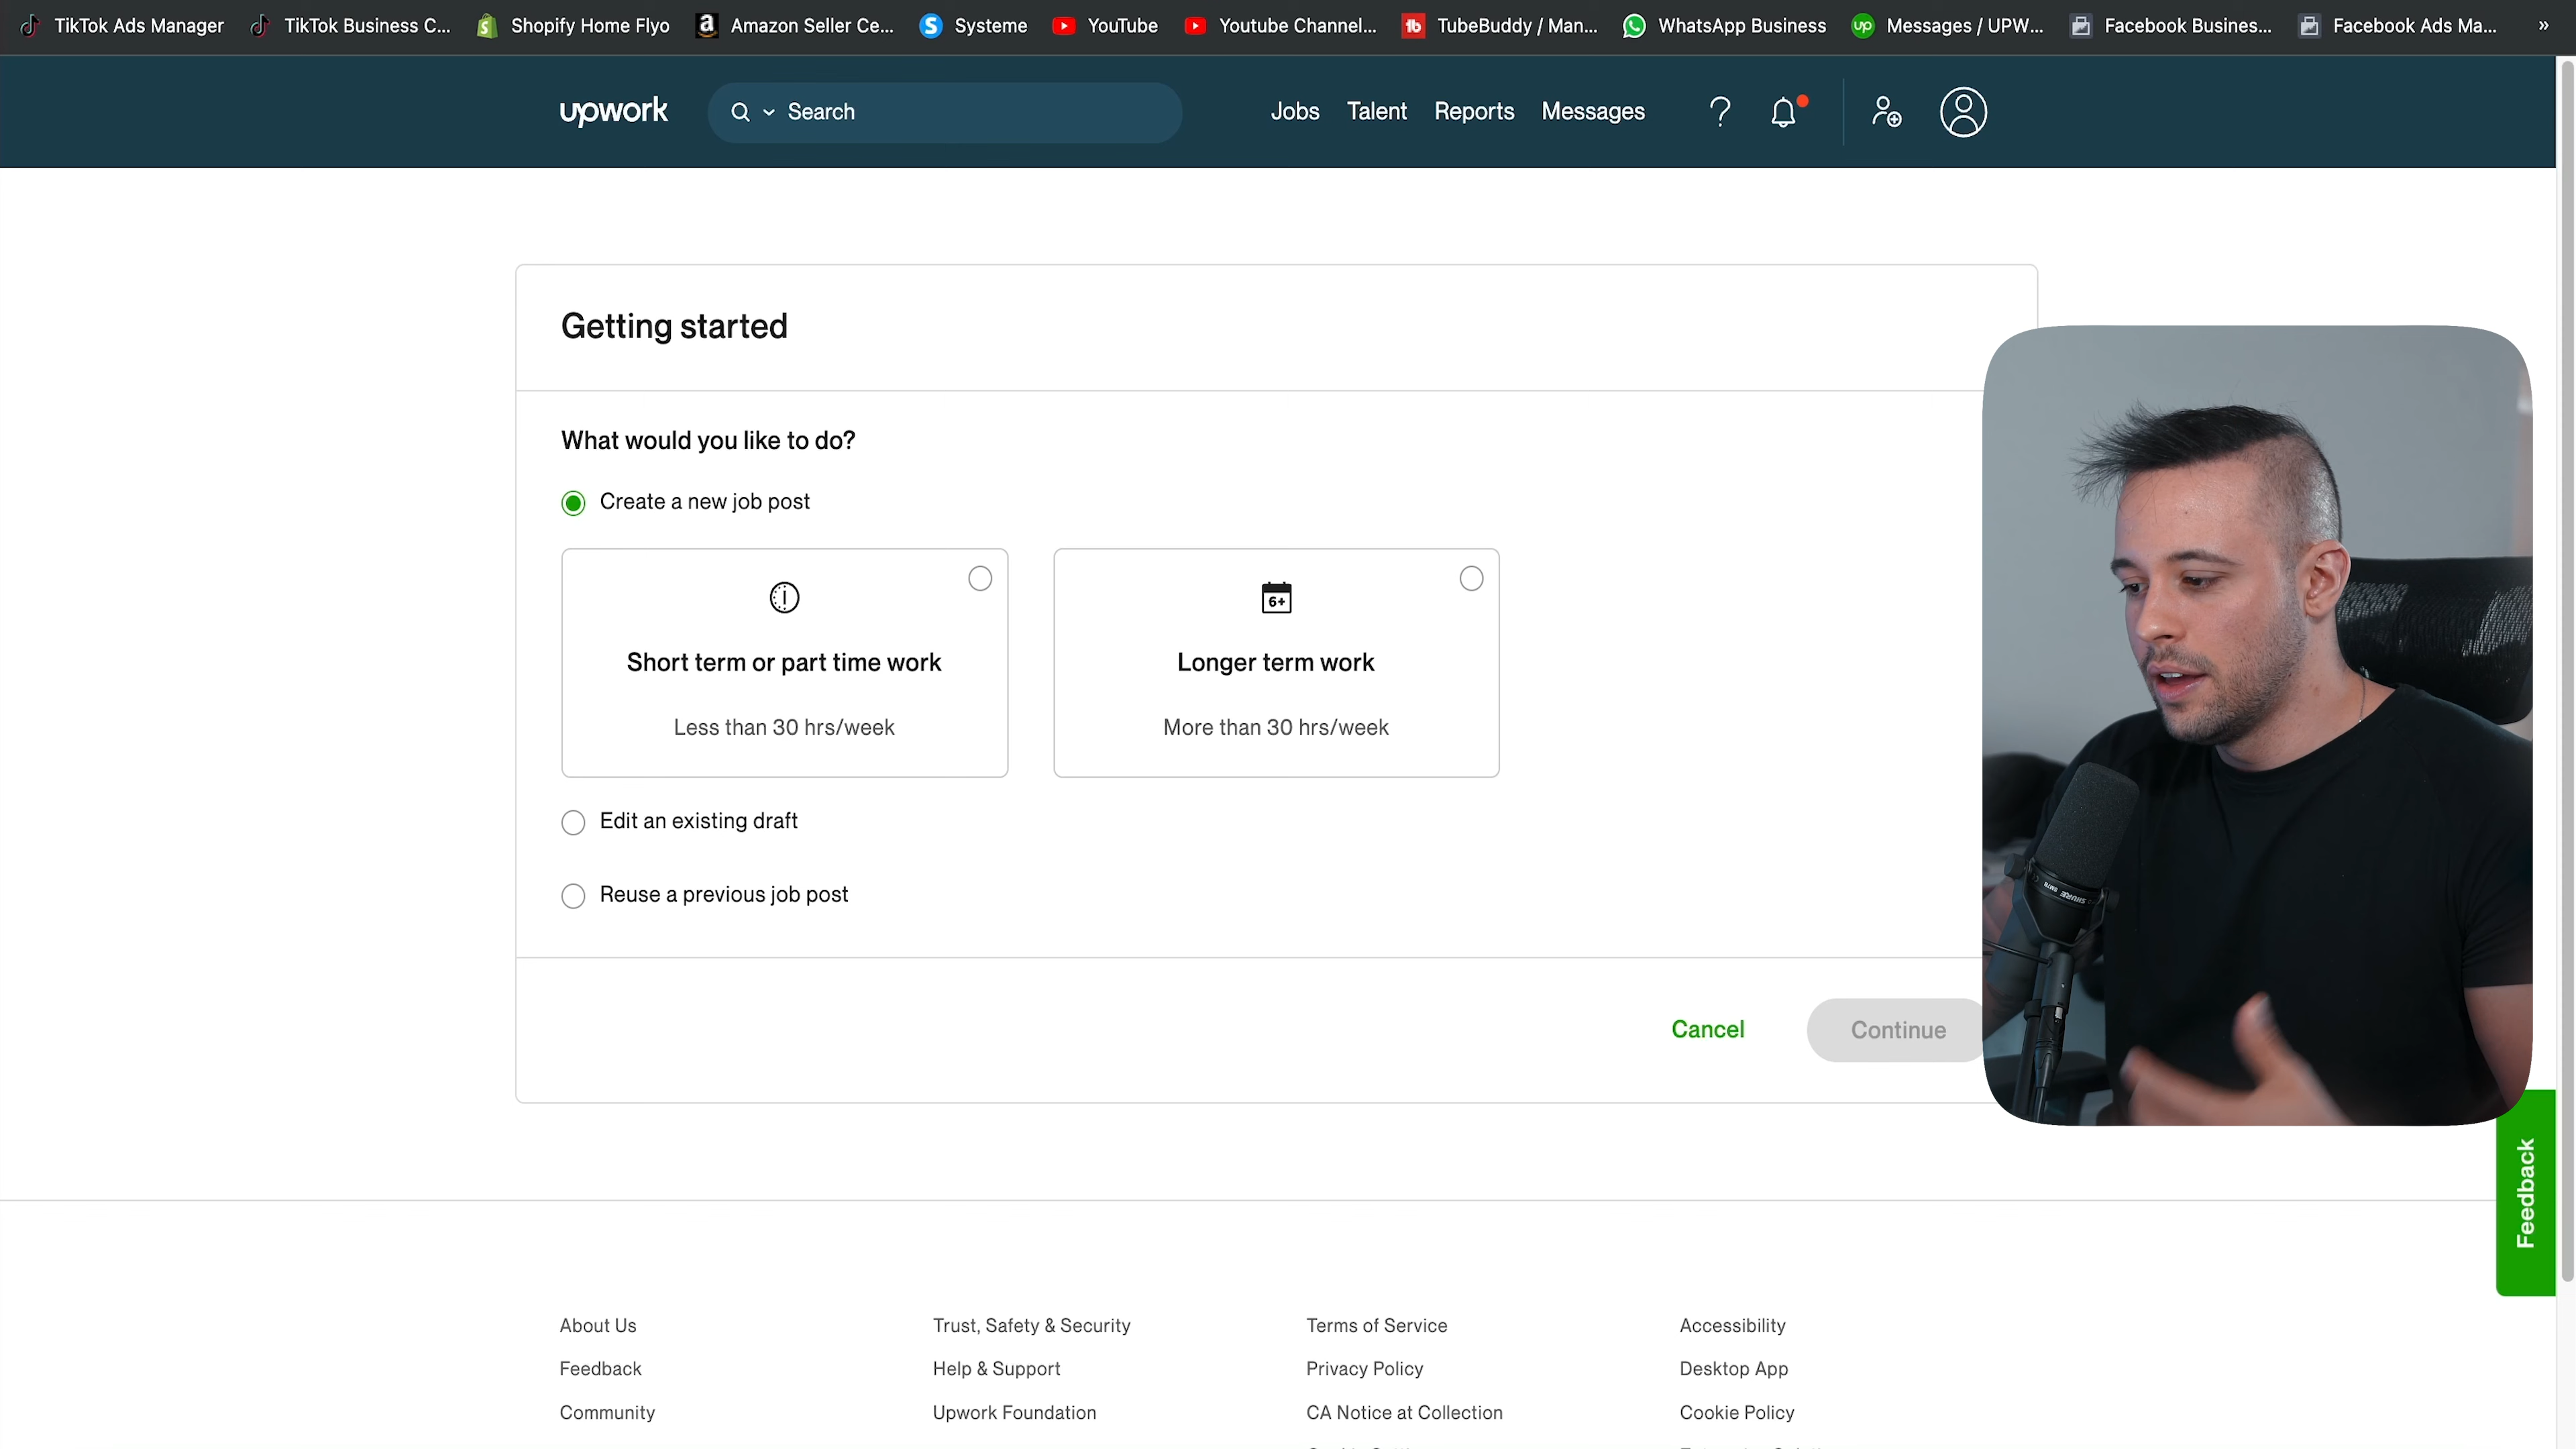 TikTok Ads Manager TikTok Business C... Shopify Home Flyo Amazon Seller Ce... Systeme YouTube Youtube Channel... TubeBuddy / Man... WhatsApp Business Messages / UPW... Facebook Busines... Facebook Ads Ma... »
upwork Search Jobs Talent Reports Messages
Getting started
What would you like to do?
Create a new job post
6+
Short term or part time work Longer term work
Less than 30 hrs/week More than 30 hrs/week
Edit an existing draft
Reuse a previous job post
SHURE SM7B
Cancel Continue
Feedback
About Us Trust, Safety & Security Terms of Service Accessibility
Feedback Help & Support Privacy Policy Desktop App
Community Upwork Foundation CA Notice at Collection Cookie Policy